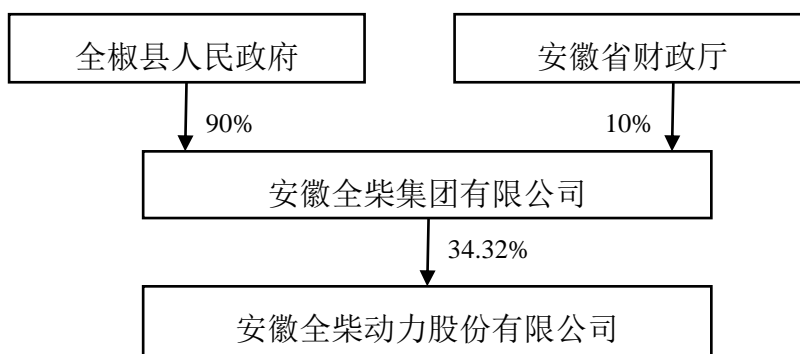 全椒县人民政府
安徽省财政厅
90%
10%
安徽全柴集团有限公司
34.32%
安徽全柴动力股份有限公司